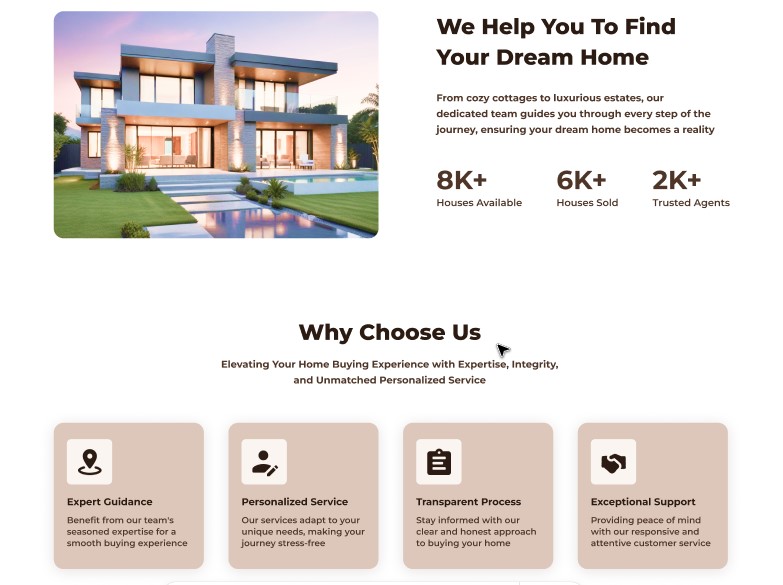 We Help You To Find
Your Dream Home
From cozy cottages to luxurious estates, our
dedicated team guides you through every step of the
journey, ensuring your dream home becomes a reality
8K+
Houses Available
6K+
Houses Sold
2K+
Trusted Agents
Why Choose Us
Elevating Your Home Buying Experience with Expertise, Integrity,
and Unmatched Personalized Service
Expert Guidance
Benefit from our team's
seasoned expertise for a
smooth buying experience
Personalized Service
Our services adapt to your
unique needs, making your
journey stress-free
Transparent Process
Stay informed with our
clear and honest approach
to buying your home
Exceptional Support
Providing peace of mind
with our responsive and
attentive customer service